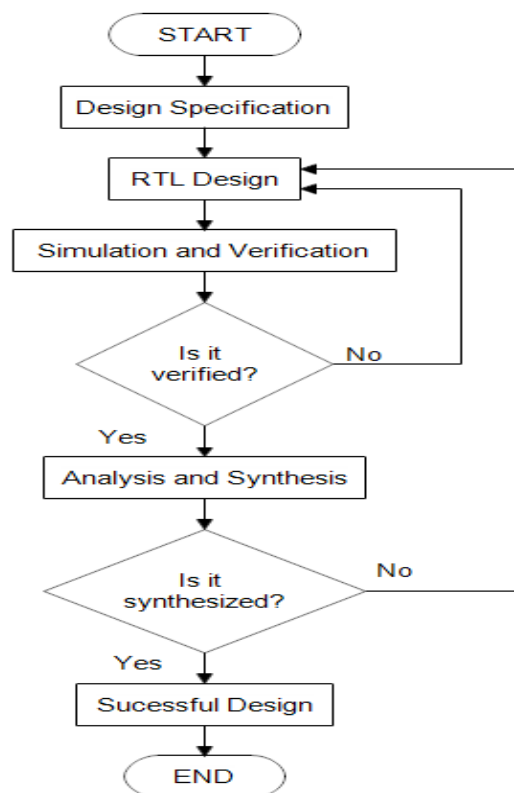 START
Design Specification
RTL Design
Simulation and Verification
Is it
verified?
No
Yes
Analysis and Synthesis
Is it
synthesized?
No
Yes
Sucessful Design
END